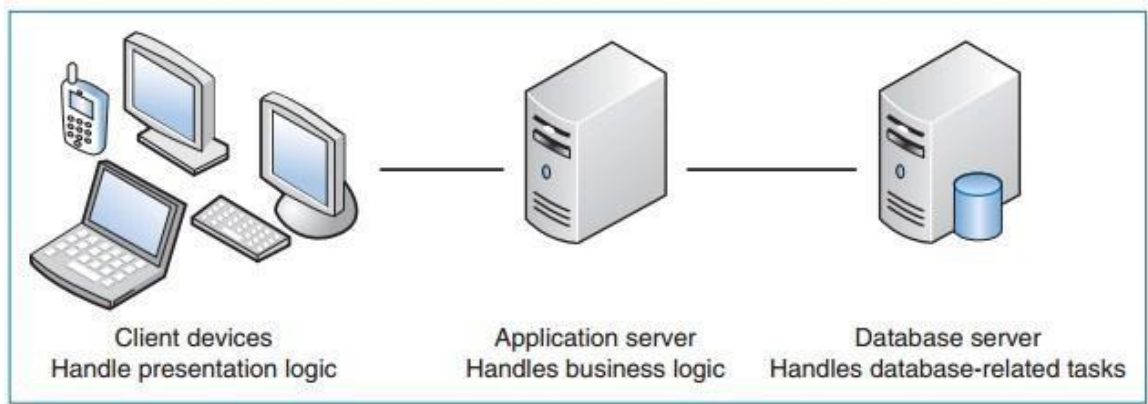 Client devices
Handle presentation logic
Application server
Handles business logic
Database server
Handles database-related tasks